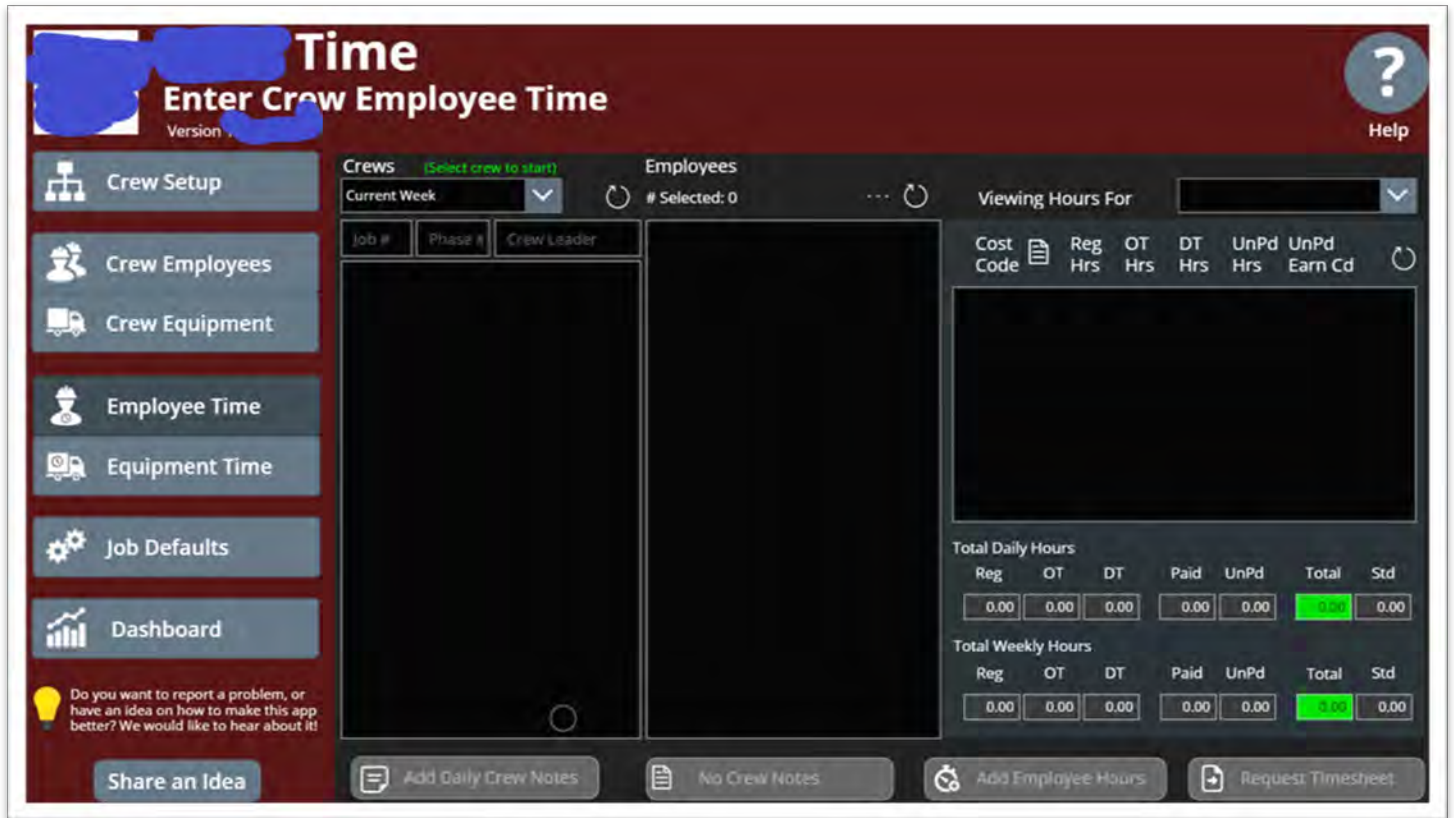 Time
Enter Crew Employee Time
Version
?
Help
Crew Setup
Crew Employees
Crew Equipment
Employee Time
Equipment Time
Job Defaults
Dashboard
Do you want to report a problem, or
have an idea on how to make this app
better? We would like to hear about it!
Share an Idea
Crews (Select crew to start)
Current Week
Job # Phase # Crew Leader
Employees
# Selected: 0 ...
Viewing Hours For
Cost Code Reg Hrs OT Hrs DT Hrs UnPd Hrs UnPd Earn Cd
Total Daily Hours
Reg OT DT Paid UnPd Total Std
0.00 0.00 0.00 0.00 0.00 0.00 0.00
Total Weekly Hours
Reg OT DT Paid UnPd Total Std
0.00 0.00 0.00 0.00 0.00 0.00 0.00
Add Daily Crew Notes
No Crew Notes
Add Employee Hours
Request Timesheet